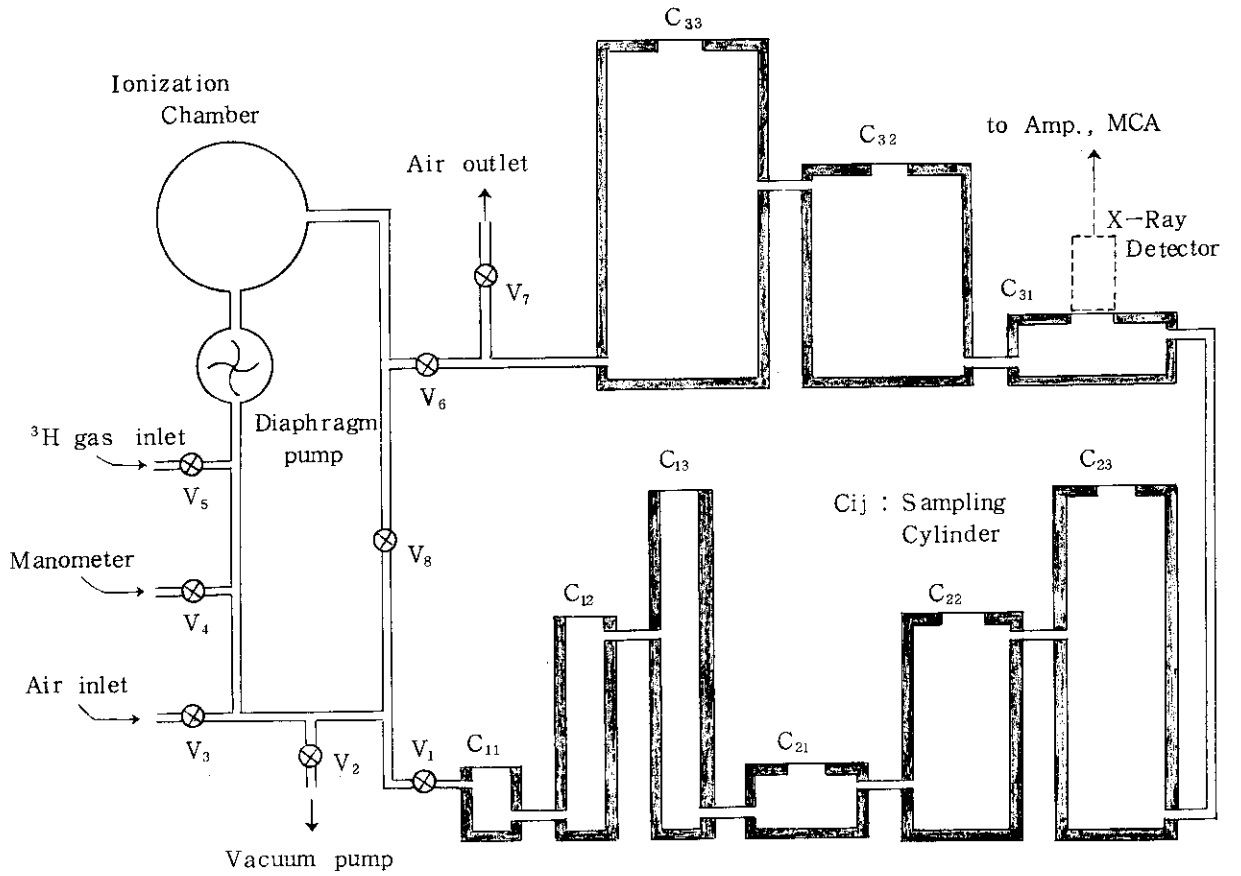 C₃₃
Ionization
Chamber
to Amp., MCA
C₃₂
Air outlet
X-Ray
Detector
V₇
C₃₁
V₆
³H gas inlet
Diaphragm
pump
V₅
C₁₃
C₂₃
Cij : Sampling
Cylinder
Manometer
V₈
V₄
C₁₂
C₂₂
Air inlet
V₃
V₂
V₁
C₁₁
C₂₁
Vacuum pump